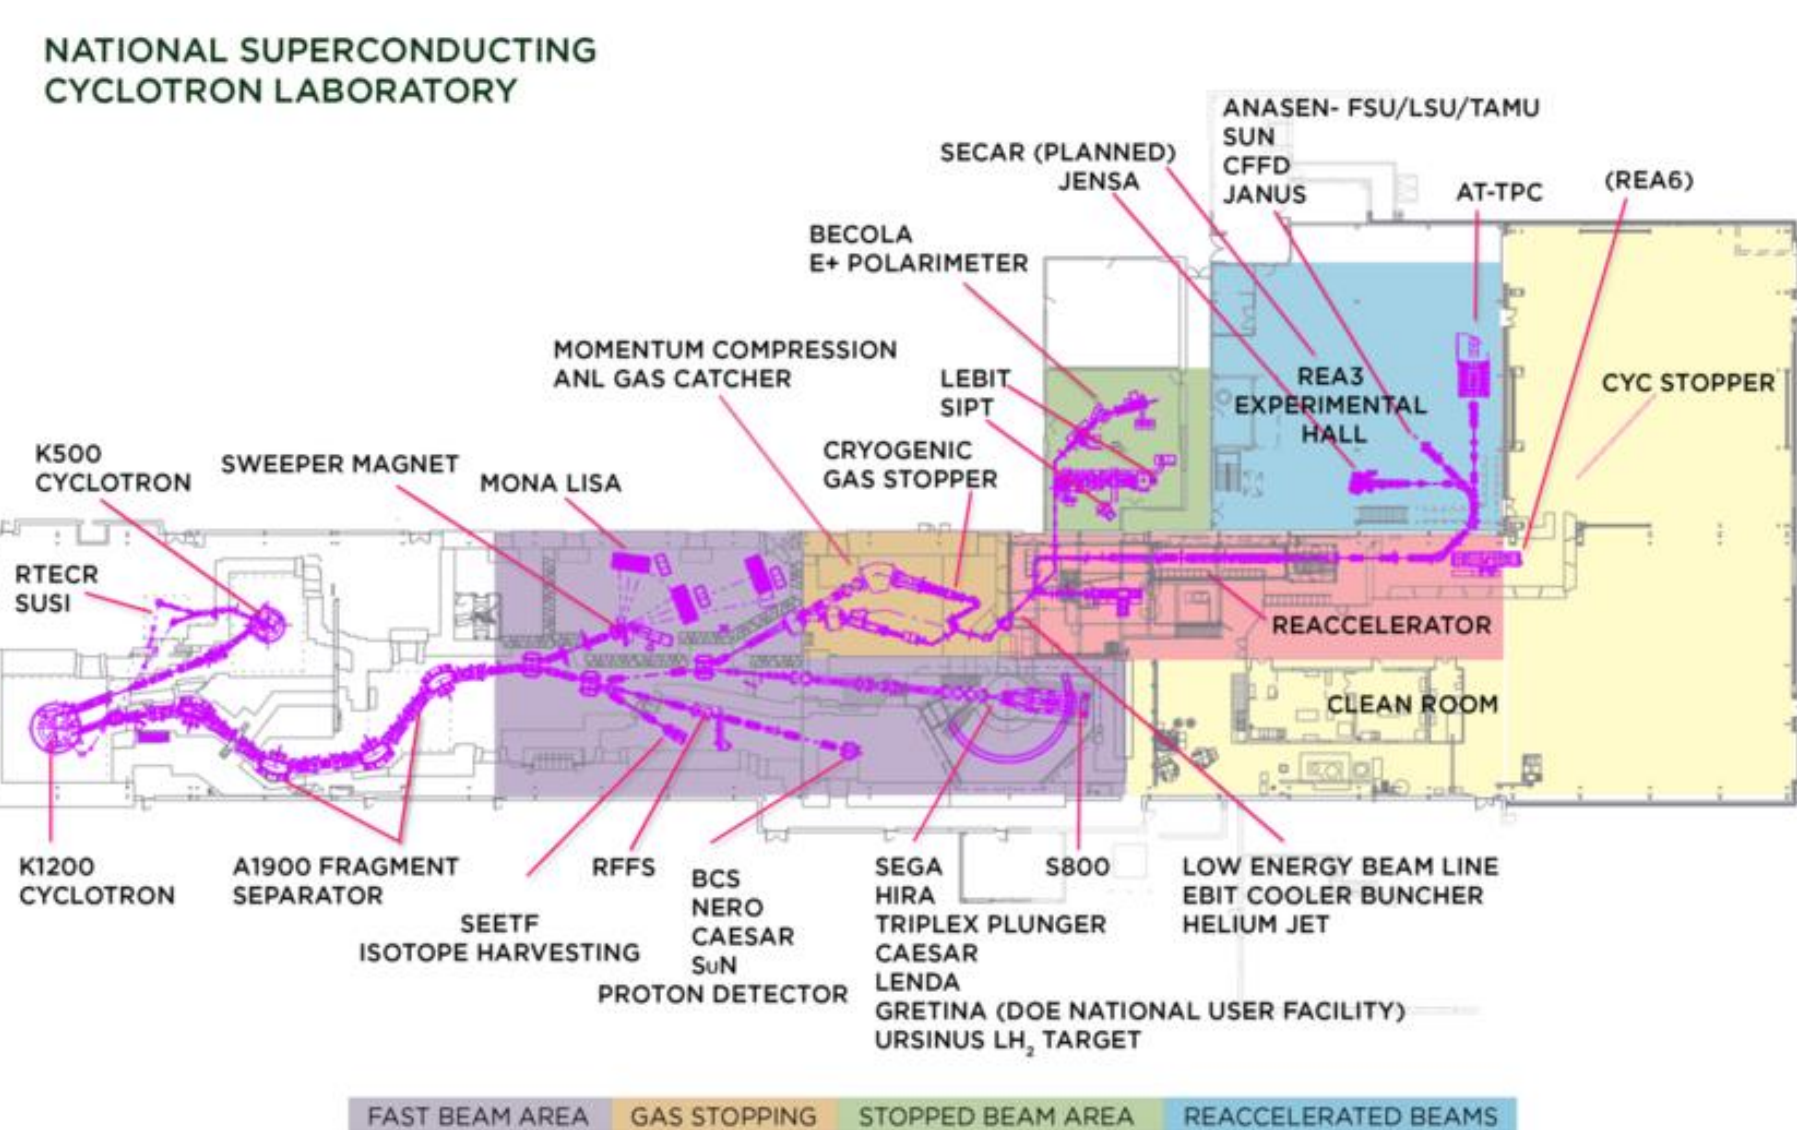 NATIONAL SUPERCONDUCTING
CYCLOTRON LABORATORY
ANASEN- FSU/LSU/TAMU
SUN
CFFD
JANUS
SECAR (PLANNED)
JENSA
AT-TPC
(REA6)
BECOLA
E+ POLARIMETER
MOMENTUM COMPRESSION
ANL GAS CATCHER
LEBIT
SIPT
REA3
EXPERIMENTAL
HALL
CYC STOPPER
CRYOGENIC
GAS STOPPER
K500
CYCLOTRON
SWEEPER MAGNET
MONA LISA
RTECR
SUSI
REACCELERATOR
CLEAN ROOM
K1200
CYCLOTRON
A1900 FRAGMENT
SEPARATOR
SEETF
ISOTOPE HARVESTING
RFFS
BCS
NERO
CAESAR
SuN
PROTON DETECTOR
SEGA
HIRA
TRIPLEX PLUNGER
CAESAR
LENDA
GRETINA (DOE NATIONAL USER FACILITY)
URSINUS LH₂ TARGET
S800
LOW ENERGY BEAM LINE
EBIT COOLER BUNCHER
HELIUM JET
FAST BEAM AREA
GAS STOPPING
STOPPED BEAM AREA
REACCELERATED BEAMS